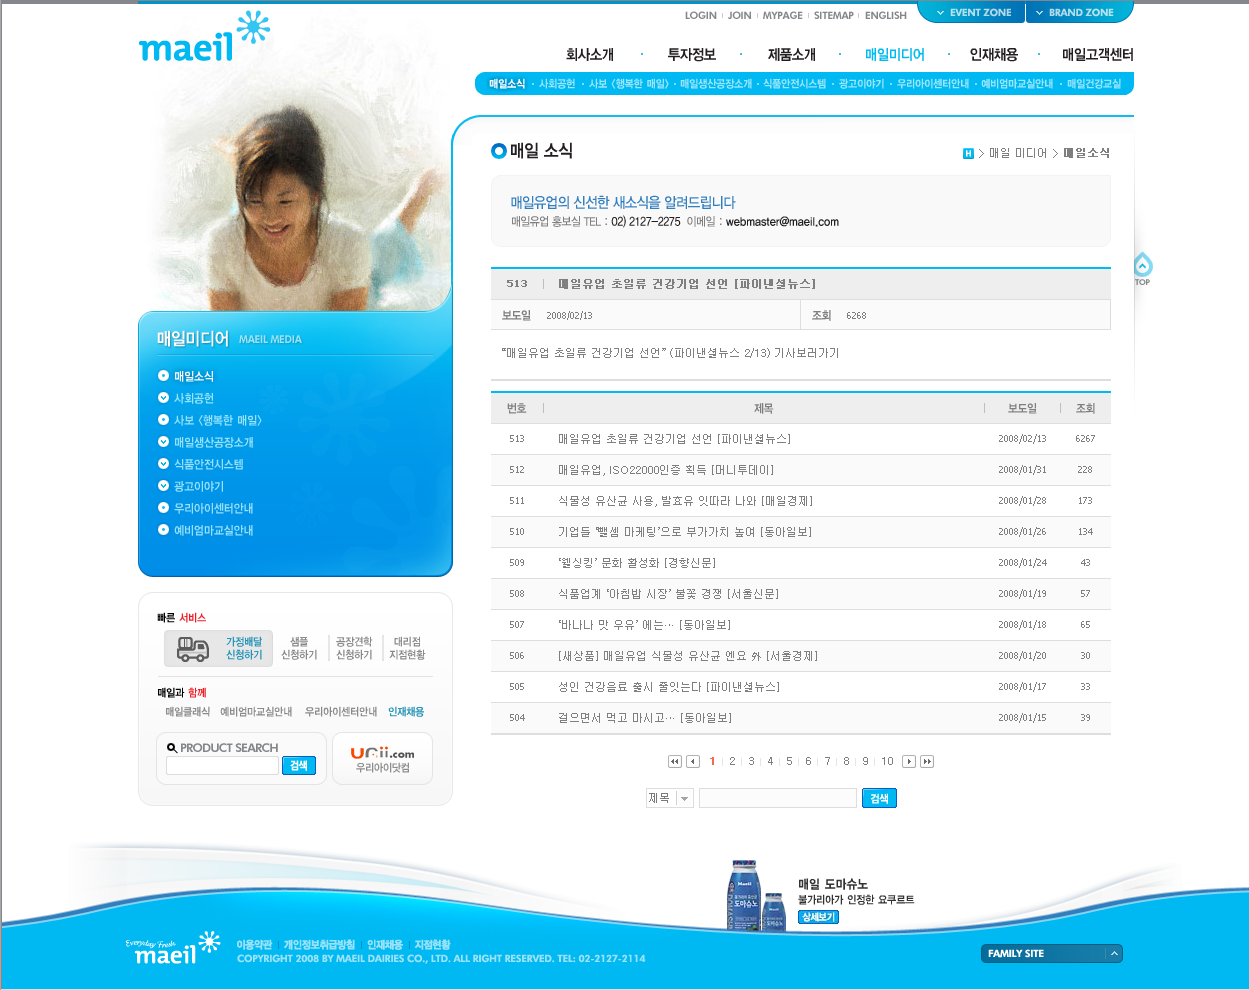 maeil
LOGIN JOIN MYPAGE SITEMAP ENGLISH
EVENT ZONE BRAND ZONE
회사소개 투자정보 제품소개 매일미디어 인재채용 매일고객센터
매일소식 · 사회공헌 · 사보 <행복한 매일> · 매일생산공장소개 · 식품안전시스템 · 광고이야기 · 우리아이센터안내 · 예비엄마교실안내 · 매일건강교실
매일 소식
H > 매일 미디어 > 매일소식
매일유업의 신선한 새소식을 알려드립니다
매일유업 홍보실 TEL : 02) 2127-2275 이메일 : webmaster@maeil.com
TOP
513 매일유업 초일류 건강기업 선언 [파이낸셜뉴스]
보도일 2008/02/13 조회 6268
“매일유업 초일류 건강기업 선언” (파이낸셜뉴스 2/13) 기사보러가기
번호 제목 보도일 조회
513 매일유업 초일류 건강기업 선언 [파이낸셜뉴스] 2008/02/13 6267
512 매일유업, ISO22000인증 획득 [머니투데이] 2008/01/31 228
511 식물성 유산균 사용, 발효유 잇따라 나와 [매일경제] 2008/01/28 173
510 기업들 ‘뺄셈 마케팅’으로 부가가치 높여 [동아일보] 2008/01/26 134
509 ‘웰싱킹’ 문화 활성화 [경향신문] 2008/01/24 43
508 식품업계 ‘아침밥 시장’ 불꽃 경쟁 [서울신문] 2008/01/19 57
507 ‘바나나 맛 우유’ 에는… [동아일보] 2008/01/18 65
506 [새상품] 매일유업 식물성 유산균 엔요 外 [서울경제] 2008/01/20 30
505 성인 건강음료 출시 줄잇는다 [파이낸셜뉴스] 2008/01/17 33
504 걸으면서 먹고 마시고… [동아일보] 2008/01/15 39
1 2 3 4 5 6 7 8 9 10
제목 검색
매일미디어 MAEIL MEDIA
매일소식
사회공헌
사보 <행복한 매일>
매일생산공장소개
식품안전시스템
광고이야기
우리아이센터안내
예비엄마교실안내
빠른 서비스
가정배달 신청하기
샘플 신청하기
공장견학 신청하기
대리점 지점현황
매일과 함께
매일클래식 예비엄마교실안내 우리아이센터안내 인재채용
PRODUCT SEARCH
검색
urii.com
우리아이닷컴
매일 도마슈노
불가리아가 인정한 요쿠르트
상세보기
Maeil
도마슈노
Everyday Fresh
maeil
이용약관 개인정보취급방침 인재채용 지점현황
COPYRIGHT 2008 BY MAEIL DAIRIES CO., LTD. ALL RIGHT RESERVED. TEL: 02-2127-2114
FAMILY SITE